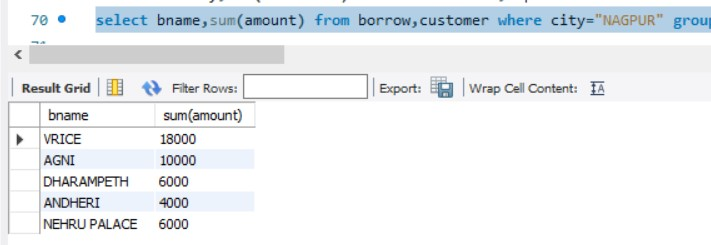 70 select bname,sum(amount) from borrow,customer where city="NAGPUR" group
Result Grid Filter Rows: Export: Wrap Cell Content: IA
bname sum(amount)
VRICE 18000
AGNI 10000
DHARAMPETH 6000
ANDHERI 4000
NEHRU PALACE 6000